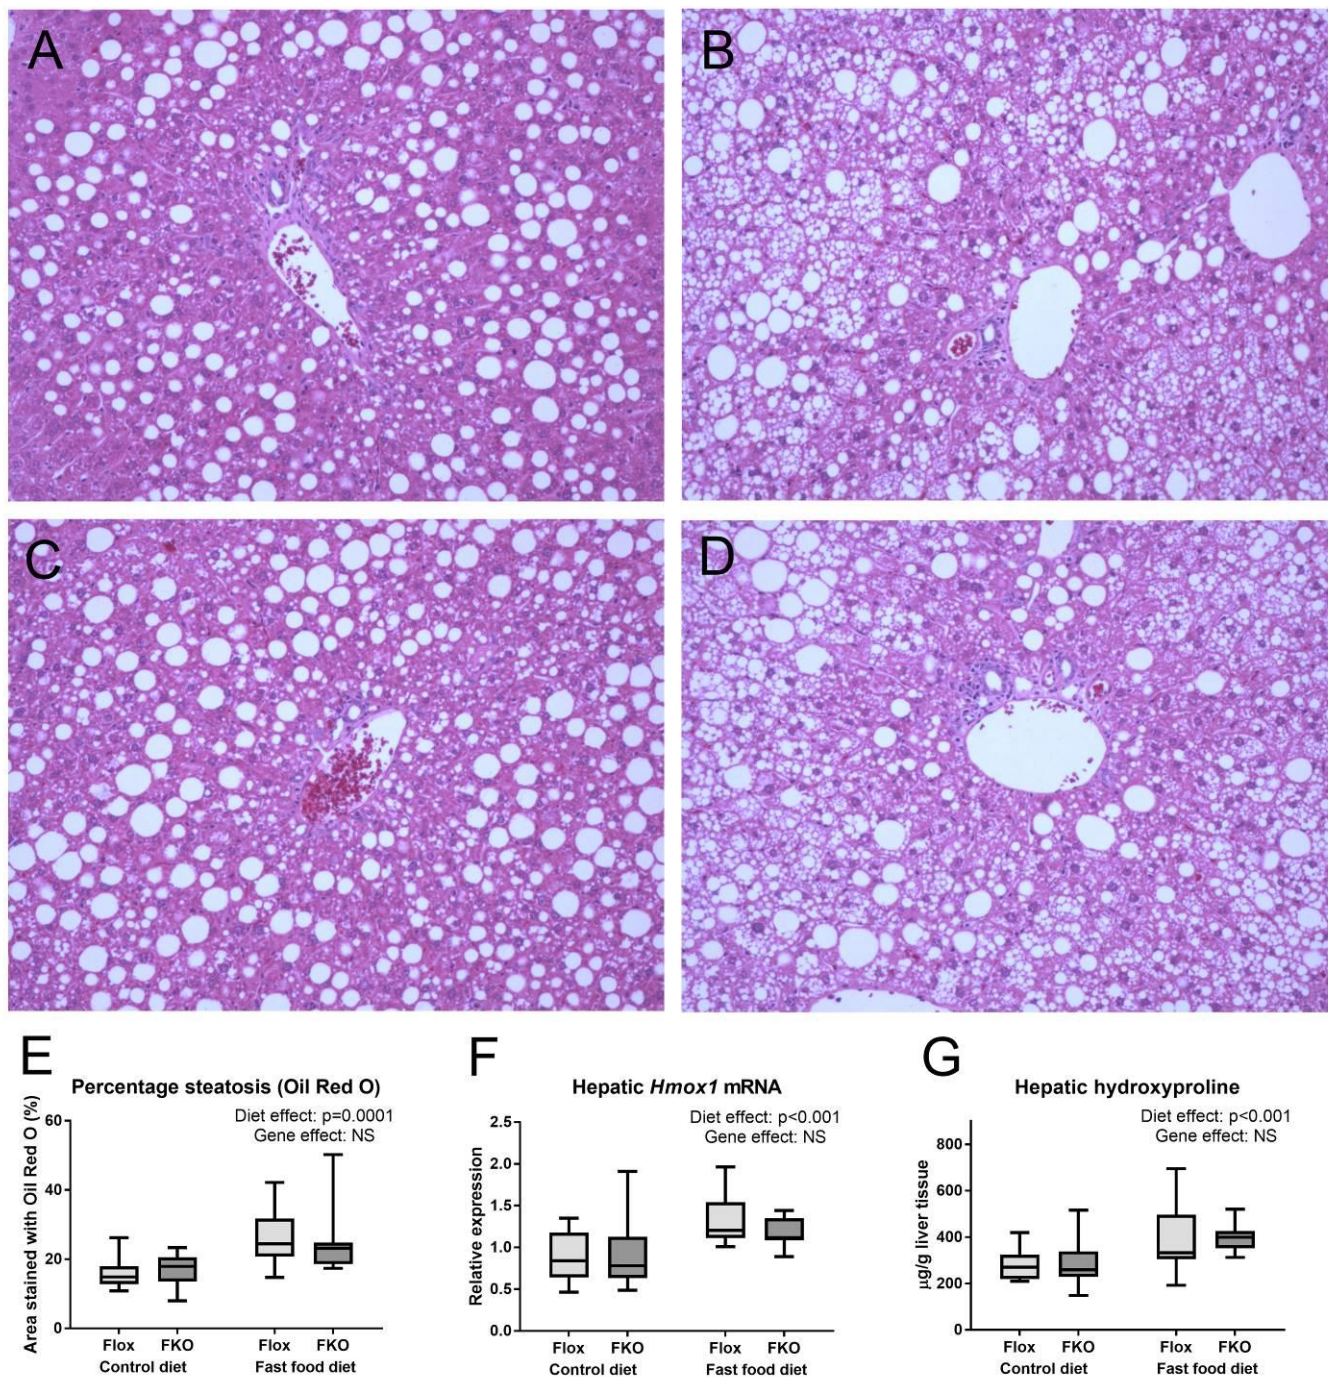 A
B
C
D
E
Percentage steatosis (Oil Red O)
Diet effect: p=0.0001
Gene effect: NS
Area stained with Oil Red O (%)
60
40
20
0
Flox FKO Flox FKO
Control diet Fast food diet
F
Hepatic Hmox1 mRNA
Diet effect: p<0.001
Gene effect: NS
Relative expression
2.5
2.0
1.5
1.0
0.5
0.0
Flox FKO Flox FKO
Control diet Fast food diet
G
Hepatic hydroxyproline
Diet effect: p<0.001
Gene effect: NS
µg/g liver tissue
800
600
400
200
0
Flox FKO Flox FKO
Control diet Fast food diet